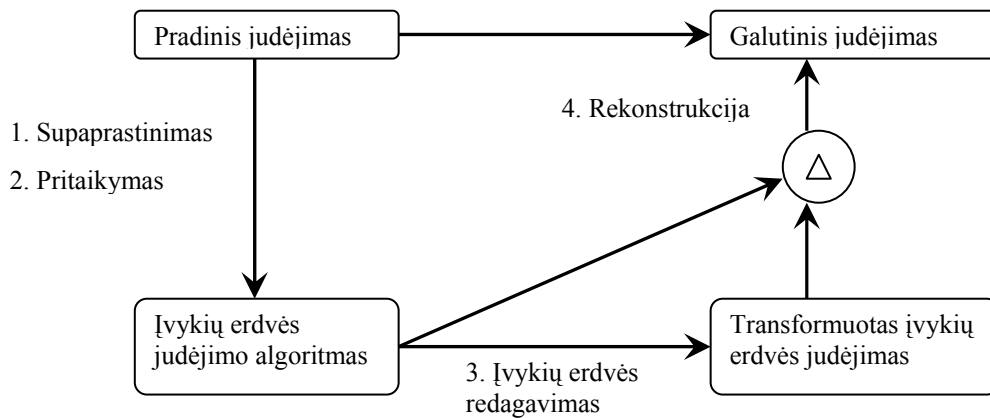 Pradinis judėjimas
Galutinis judėjimas
1. Supaprastinimas
2. Pritaikymas
4. Rekonstrukcija
Δ
Įvykių erdvės
judėjimo algoritmas
3. Įvykių erdvės
redagavimas
Transformuotas įvykių
erdvės judėjimas